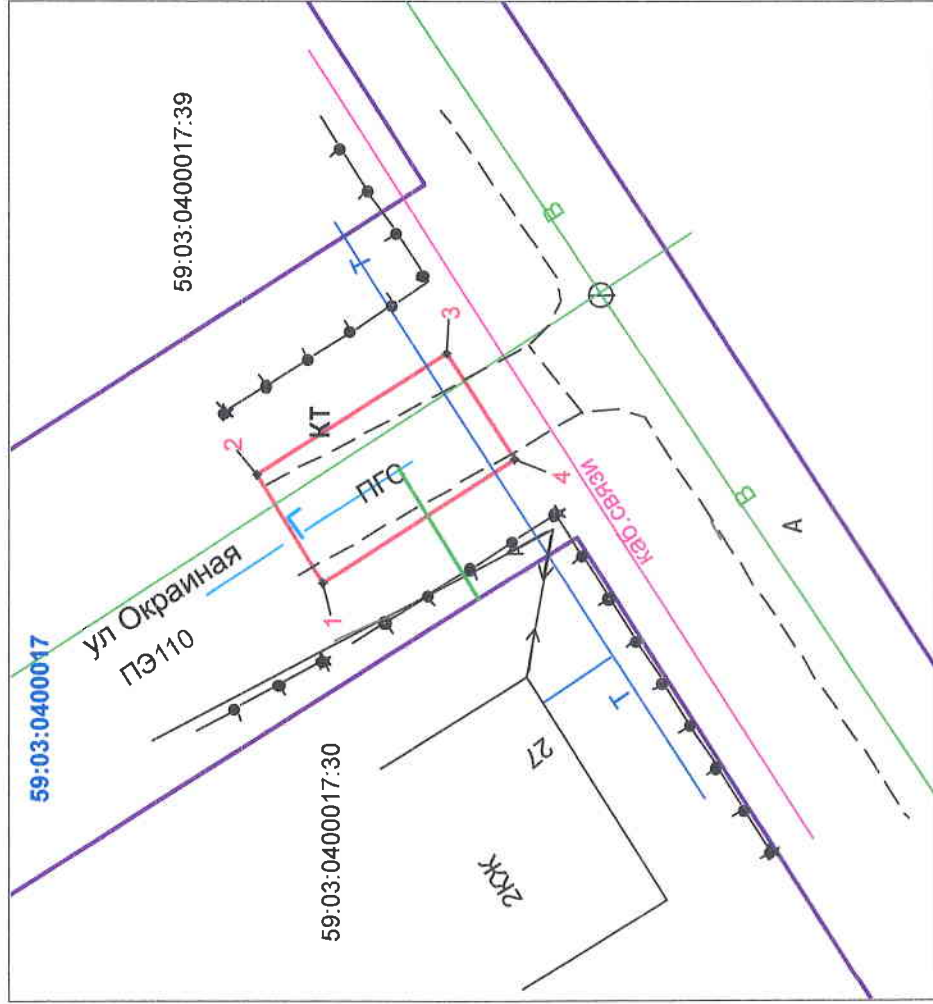 59:03:0400017:39
59:03:0400017
ул Окраиная
ПЭ110
59:03:0400017:30
КТ
ПГС
Г
Т
Т
В
В
1
2
3
4
каб.связи
А
27
2КЖ